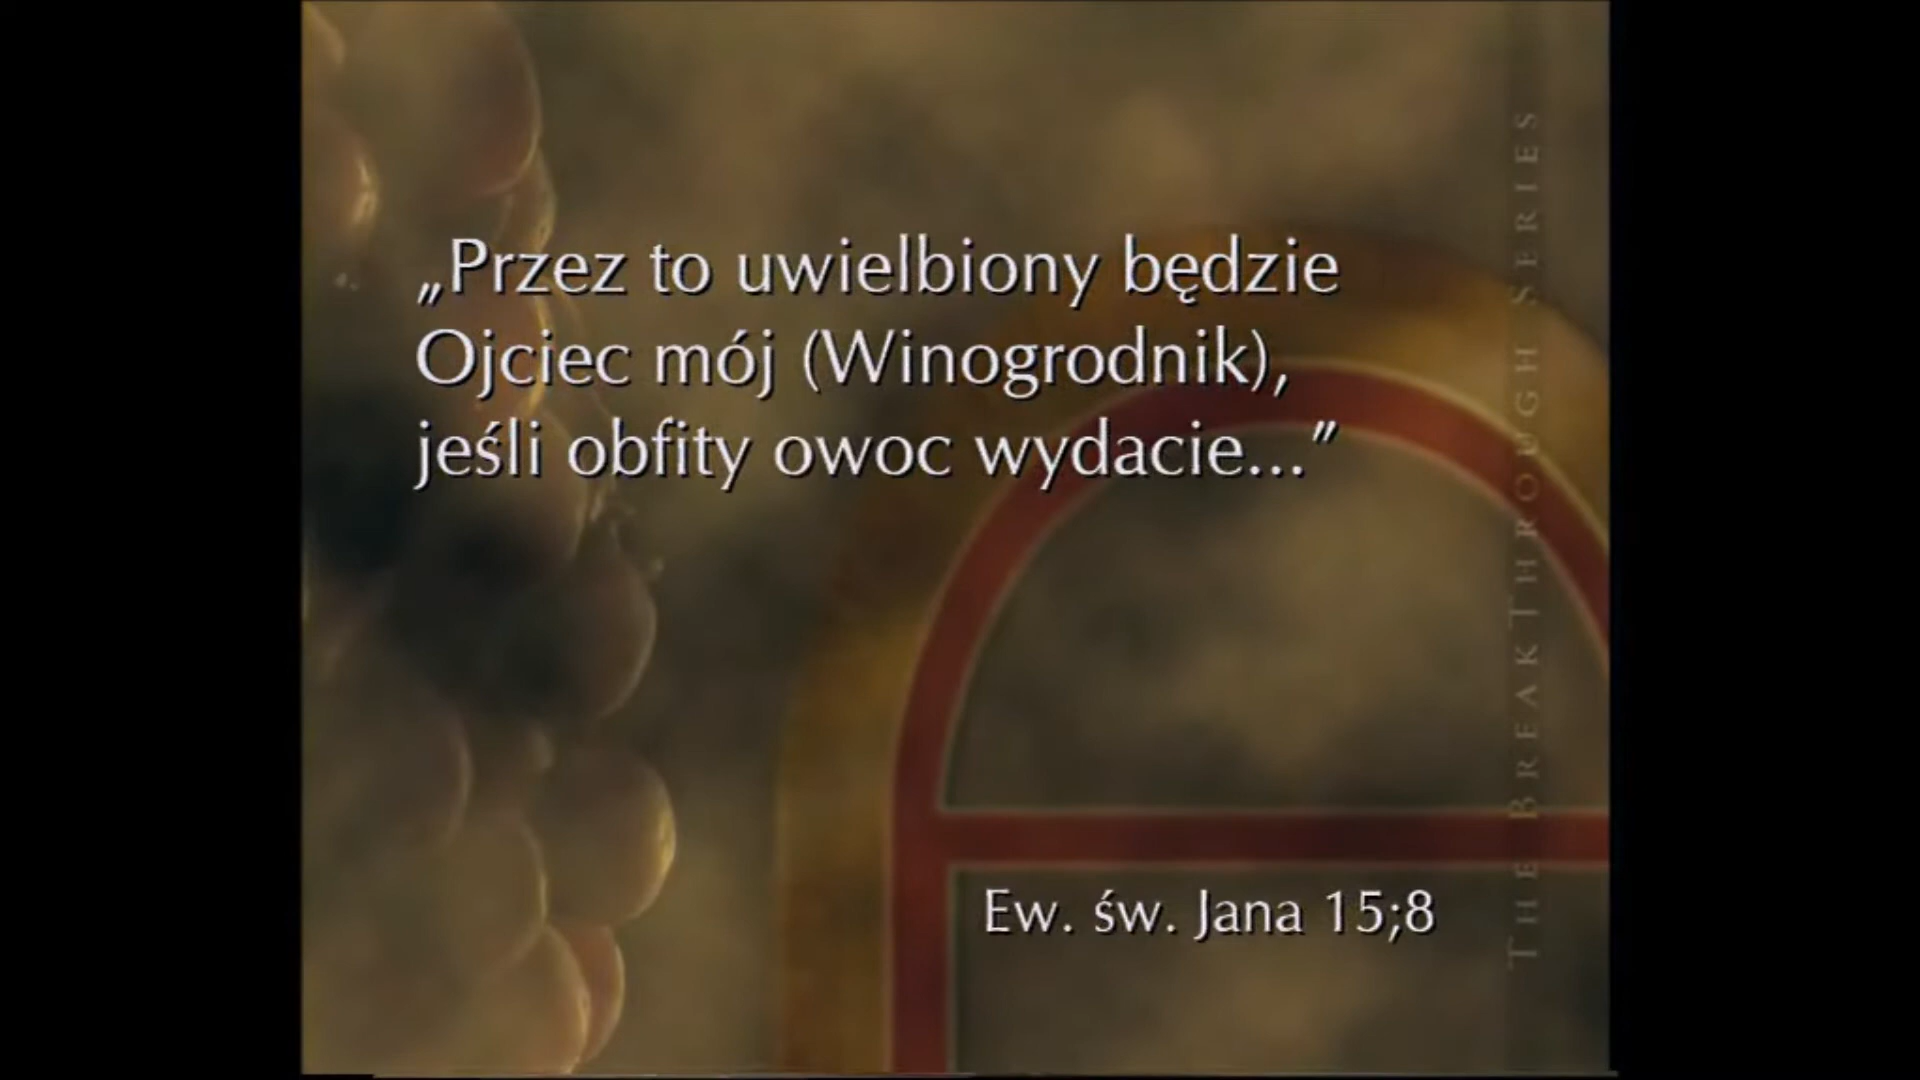 „Przez to uwielbiony będzie
Ojciec mój (Winogrodnik),
jeśli obfity owoc wydacie...”
Ew. św. Jana 15;8
THE BREAKTHROUGH SERIES